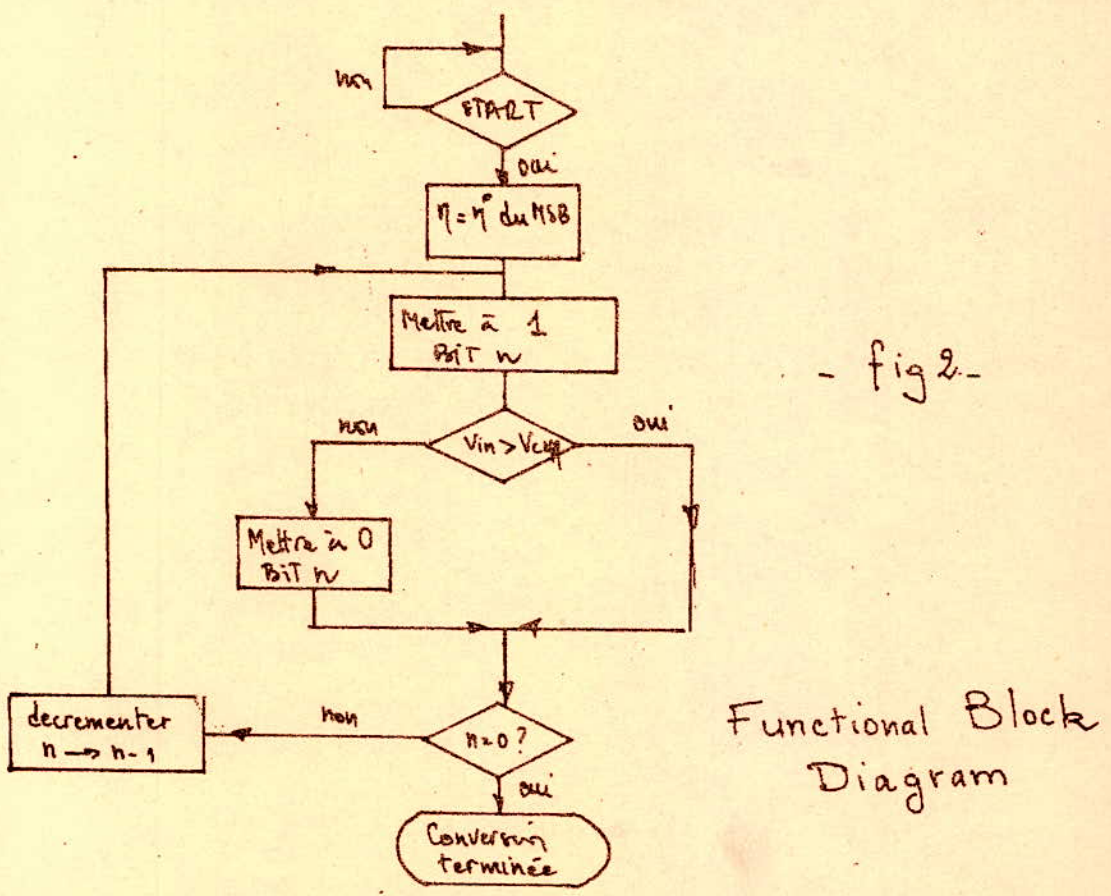 non
START
oui
n = n° du MSB
Mettre à 1
BIT n
- fig 2 -
non
oui
Vin >
Mettre à 0
BIT n
decrementer
n → n-1
non
n=0 ?
Functional Block
Diagram
oui
Conversion
terminée